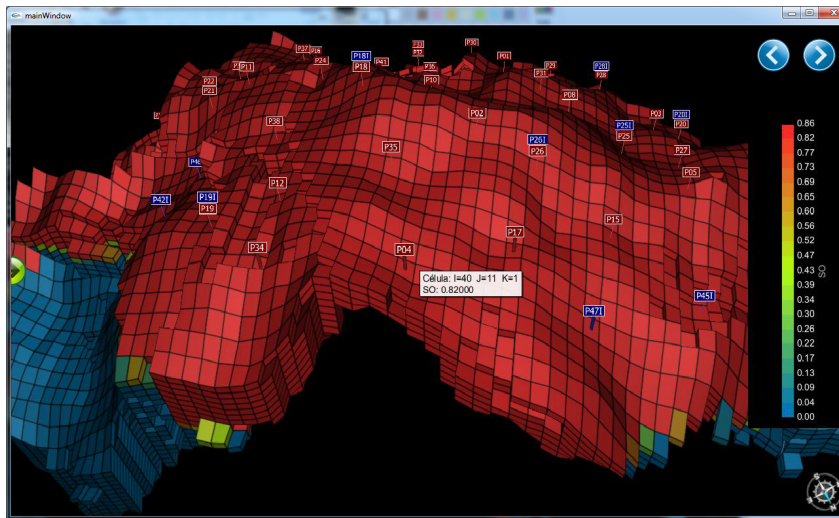 mainWindow
P30
P01
P37
P18I
P24
P18
P41
P10
P29
P31
P28I
P28
P08
P11
P22
P21
P38
P02
P03
P20I
P20
P25I
P25
P26I
P26
P27
P35
P05
P12
P42I
P19I
P19
P15
P17
P34
P04
Célula: I=40 J=11 K=1
SO: 0.82000
P45I
P47I
0.86
0.82
0.77
0.73
0.69
0.65
0.60
0.56
0.52
0.47
0.43
0.39
0.34
0.30
0.26
0.22
0.17
0.13
0.09
0.04
0.00
SO